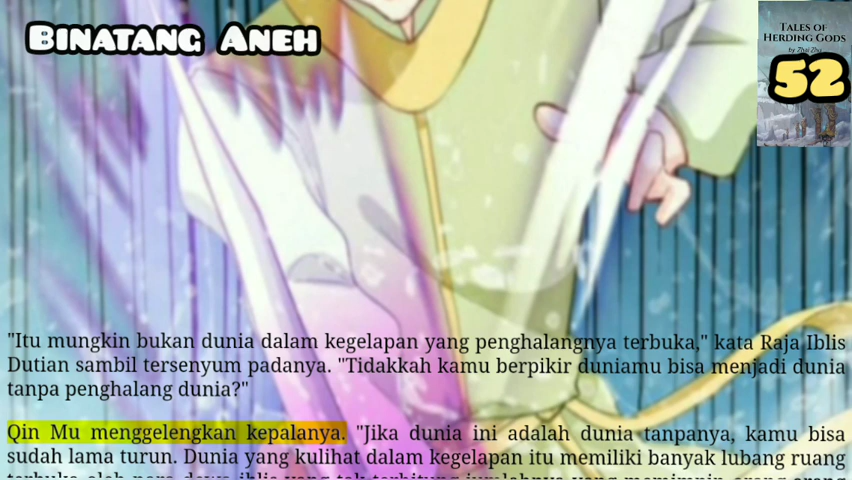 Binatang Aneh
TALES OF
HERDING GODS
by Zhai Zhu
52
"Itu mungkin bukan dunia dalam kegelapan yang penghalangnya terbuka," kata Raja Iblis
Dutian sambil tersenyum padanya. "Tidakkah kamu berpikir duniamu bisa menjadi dunia
tanpa penghalang dunia?"
Qin Mu menggelengkan kepalanya. "Jika dunia ini adalah dunia tanpanya, kamu bisa
sudah lama turun. Dunia yang kulihat dalam kegelapan itu memiliki banyak lubang ruang